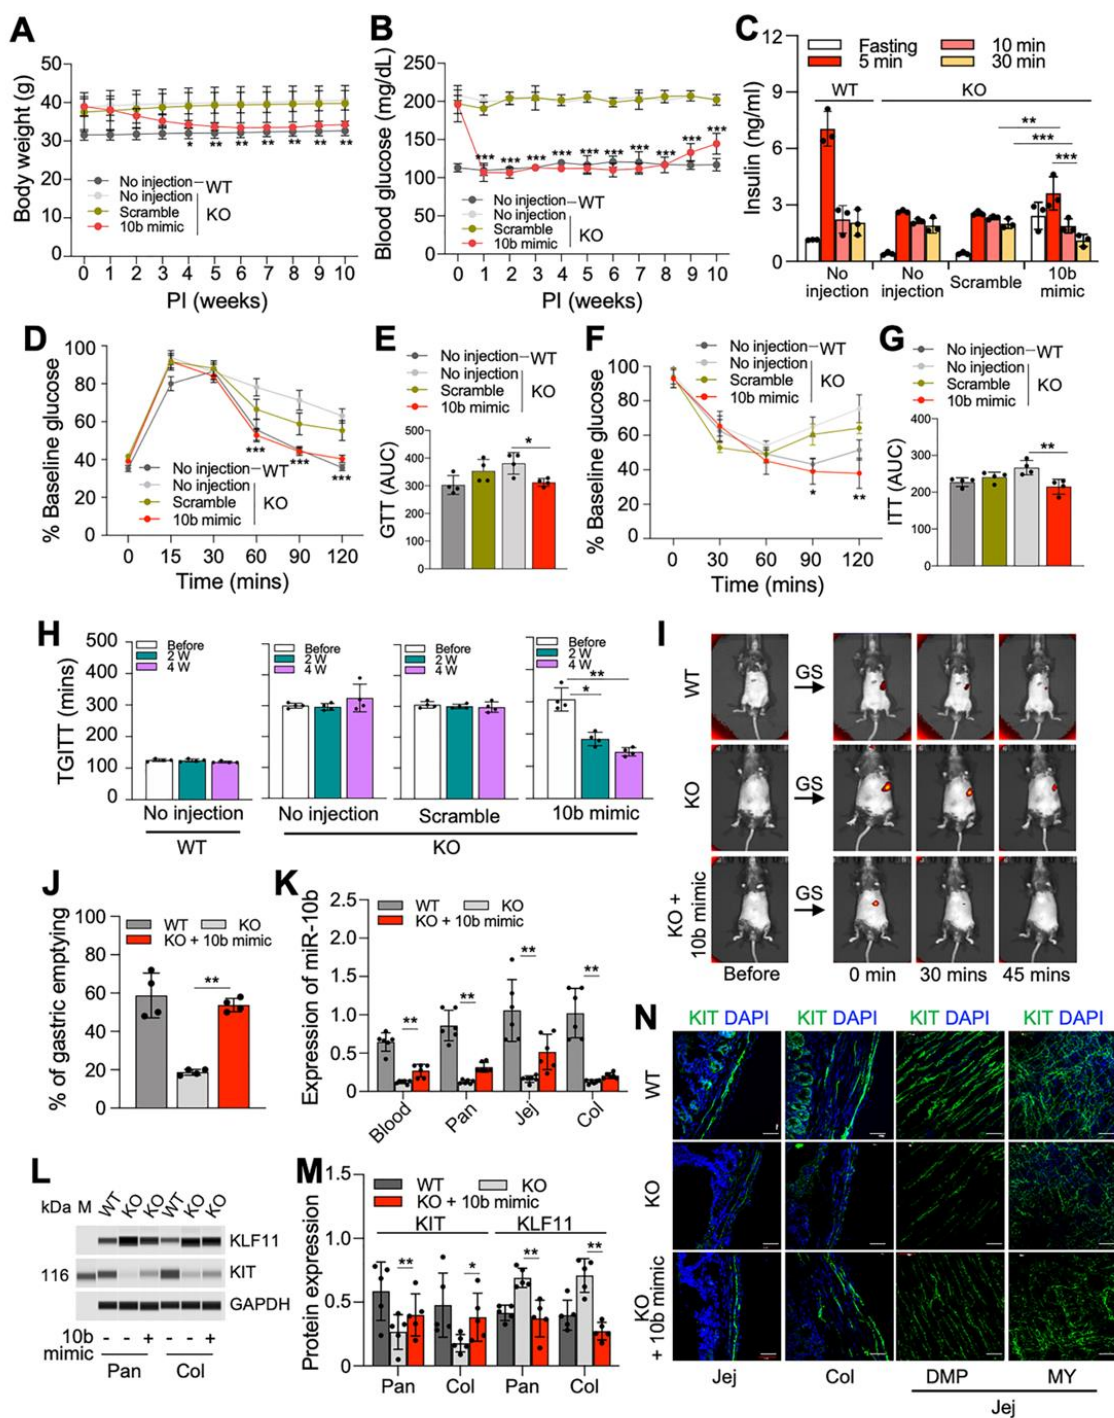 A
Body weight (g)
50
40
30
20
10
0
* ** ** ** ** ** **
No injection — WT
No injection
Scramble
KO
10b mimic
0 1 2 3 4 5 6 7 8 9 10
PI (weeks)
B
Blood glucose (mg/dL)
250
200
150
100
50
0
*** *** *** *** *** *** *** *** *** ***
No injection — WT
No injection
Scramble
KO
10b mimic
0 1 2 3 4 5 6 7 8 9 10
PI (weeks)
C
Insulin (ng/ml)
12
9
6
3
0
Fasting
10 min
5 min
30 min
WT
KO
**
***
***
No injection
No injection
Scramble
10b mimic
D
% Baseline glucose
100
80
60
40
20
0
*** *** ***
No injection — WT
No injection
Scramble
KO
10b mimic
0 15 30 60 90 120
Time (mins)
E
No injection — WT
No injection
Scramble
KO
10b mimic
GTT (AUC)
500
400
300
200
100
0
*
F
% Baseline glucose
100
80
60
40
20
0
No injection — WT
No injection
Scramble
KO
10b mimic
* **
0 30 60 90 120
Time (mins)
G
No injection — WT
No injection
Scramble
KO
10b mimic
ITT (AUC)
400
300
200
100
0
**
H
TGITT (mins)
500
400
300
200
100
0
Before
2 W
4 W
Before
2 W
4 W
Before
2 W
4 W
Before
2 W
4 W
**
*
No injection
No injection
Scramble
10b mimic
WT
KO
I
WT
GS
KO
GS
KO + 10b mimic
GS
Before
0 min
30 mins
45 mins
J
% of gastric emptying
100
80
60
40
20
0
WT
KO
KO + 10b mimic
**
K
Expression of miR-10b
2.5
2.0
1.5
1.0
0.5
0
WT
KO
KO + 10b mimic
** ** ** **
Blood
Pan
Jej
Col
L
kDa M WT KO KO WT KO KO
KLF11
116
KIT
GAPDH
10b mimic
- - + - - +
Pan
Col
M
Protein expression
1.5
1.0
0.5
0
WT
KO
KO + 10b mimic
KIT
KLF11
** * ** **
Pan
Col
Pan
Col
N
KIT DAPI
KIT DAPI
KIT DAPI
KIT DAPI
WT
KO
KO + 10b mimic
Jej
Col
DMP
MY
Jej